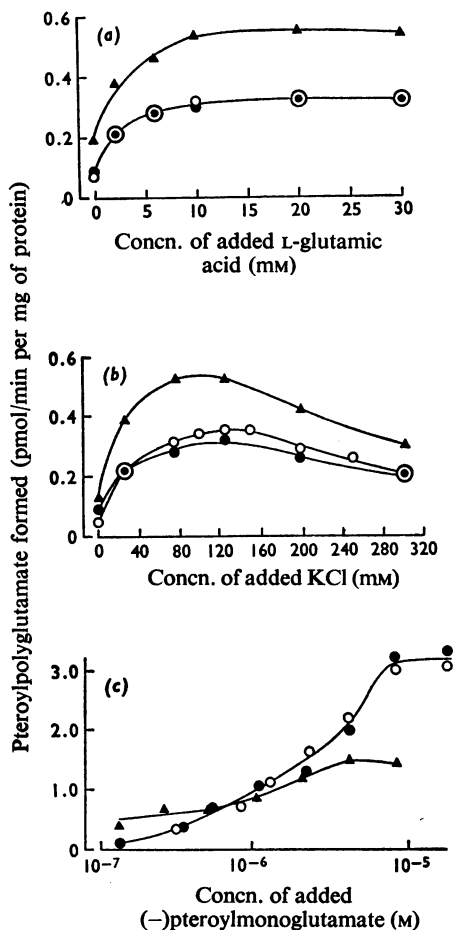 Pteroylpolyglutamate formed (pmol/min per mg of protein)
(a)
0.6
0.4
0.2
.0
0 5 10 15 20 25 30
Concn. of added L-glutamic
acid (mM)
(b)
0.6
0.4
0.2
0
0 40 80 120 160 200 240 280 320
Concn. of added KCl (mM)
(c)
3.0
2.0
1.0
0
10-7 10-6 10-5
Concn. of added
(−)pteroylmonoglutamate (M)